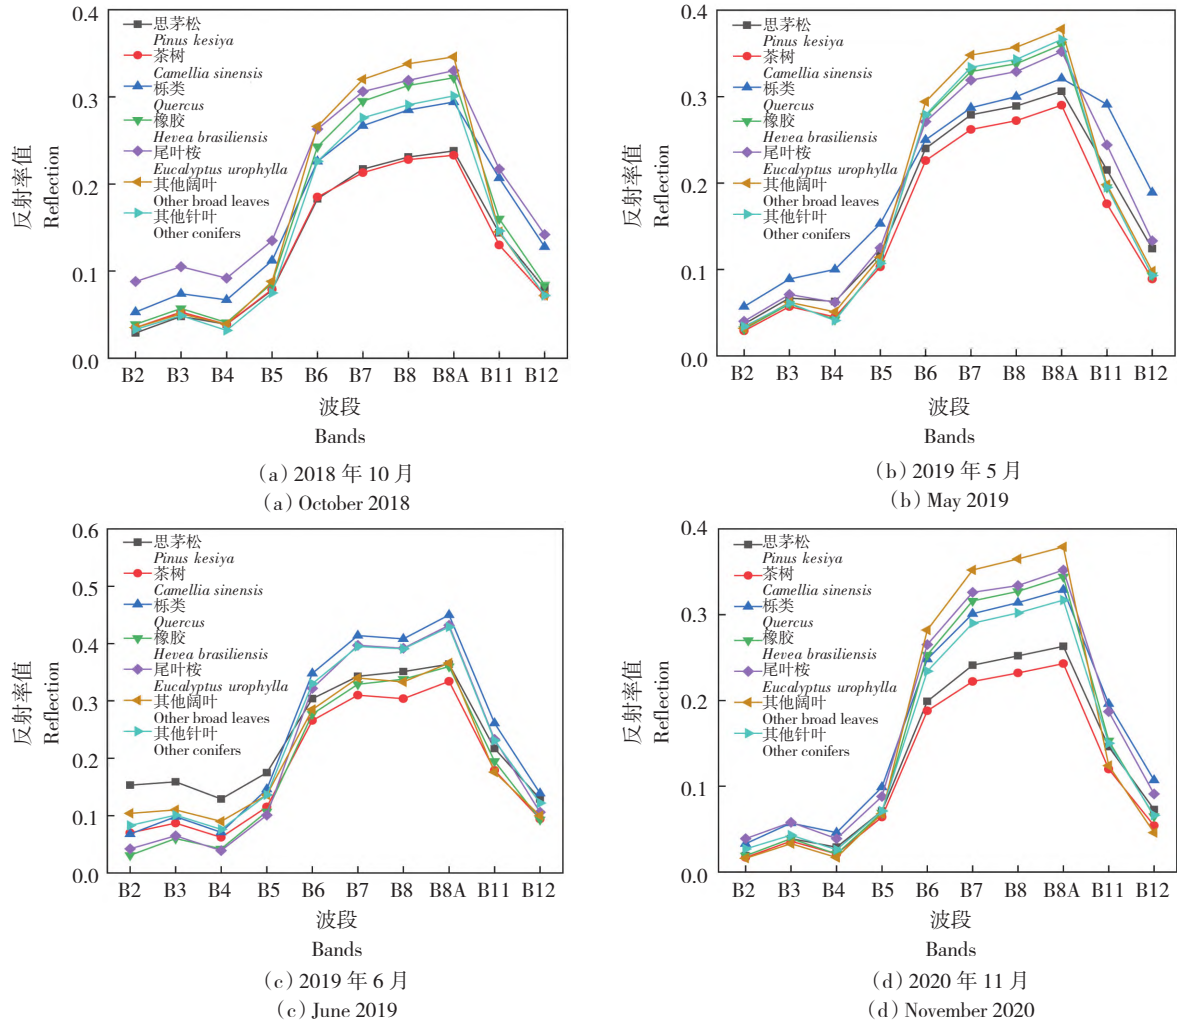 0.4
0.3
0.2
0.1
0.0
反射率值
Reflection
思茅松
Pinus kesiya
茶树
Camellia sinensis
栎类
Quercus
橡胶
Hevea brasiliensis
尾叶桉
Eucalyptus urophylla
其他阔叶
Other broad leaves
其他针叶
Other conifers
B2 B3 B4 B5 B6 B7 B8 B8A B11 B12
波段
Bands
(a) 2018 年 10 月
(a) October 2018
0.4
0.3
0.2
0.1
0.0
反射率值
Reflection
思茅松
Pinus kesiya
茶树
Camellia sinensis
栎类
Quercus
橡胶
Hevea brasiliensis
尾叶桉
Eucalyptus urophylla
其他阔叶
Other broad leaves
其他针叶
Other conifers
B2 B3 B4 B5 B6 B7 B8 B8A B11 B12
波段
Bands
(b) 2019 年 5 月
(b) May 2019
0.6
0.5
0.4
0.3
0.2
0.1
0.0
反射率值
Reflection
思茅松
Pinus kesiya
茶树
Camellia sinensis
栎类
Quercus
橡胶
Hevea brasiliensis
尾叶桉
Eucalyptus urophylla
其他阔叶
Other broad leaves
其他针叶
Other conifers
B2 B3 B4 B5 B6 B7 B8 B8A B11 B12
波段
Bands
(c) 2019 年 6 月
(c) June 2019
0.4
0.3
0.2
0.1
0.0
反射率值
Reflection
思茅松
Pinus kesiya
茶树
Camellia sinensis
栎类
Quercus
橡胶
Hevea brasiliensis
尾叶桉
Eucalyptus urophylla
其他阔叶
Other broad leaves
其他针叶
Other conifers
B2 B3 B4 B5 B6 B7 B8 B8A B11 B12
波段
Bands
(d) 2020 年 11 月
(d) November 2020